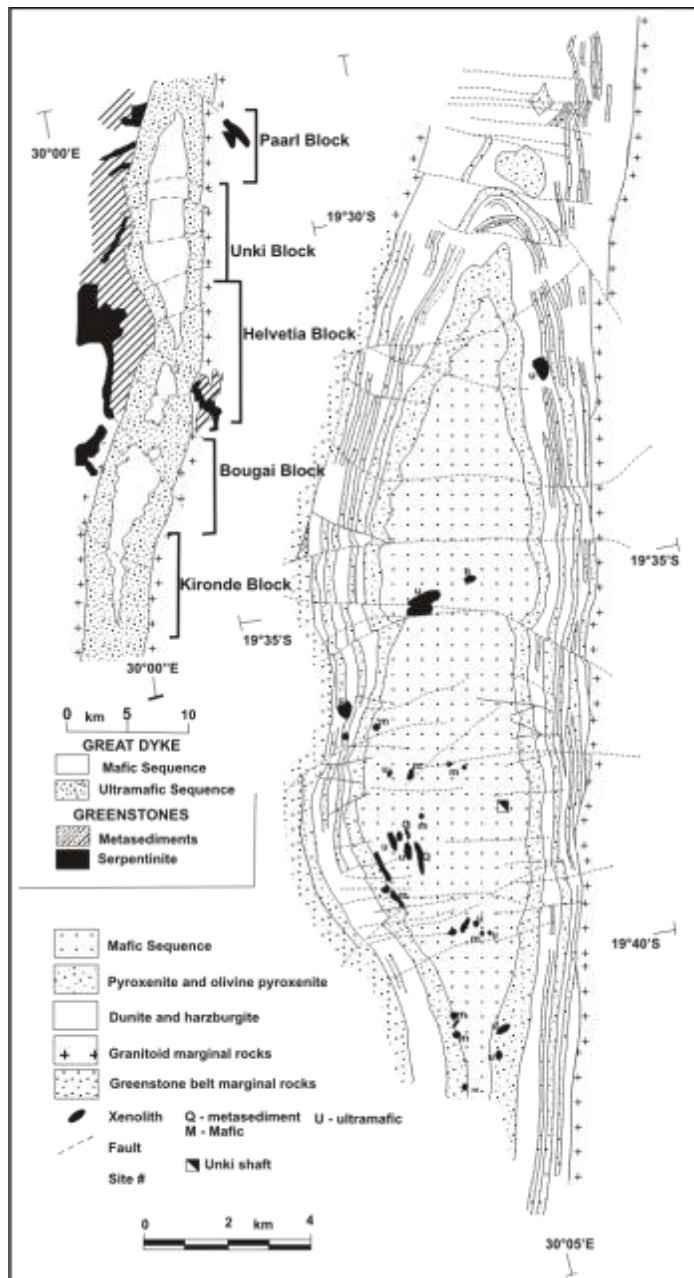 30°00'E
Paarl Block
Unki Block
Helvetia Block
Bougai Block
Kironde Block
30°00''E
0 km 5 10
GREAT DYKE
Mafic Sequence
Ultramafic Sequence
GREENSTONES
Metasediments
Serpentinite
19°30'S
19°35'S
19°35'S
19°40'S
30°05'E
u
u
m
m
m
Q
u
u
Q
m
m
m
Mafic Sequence
Pyroxenite and olivine pyroxenite
Dunite and harzburgite
Granitoid marginal rocks
Greenstone belt marginal rocks
Xenolith Q - metasediment U - ultramafic
M - Mafic
Fault
Site # Unki shaft
0 2 km 4